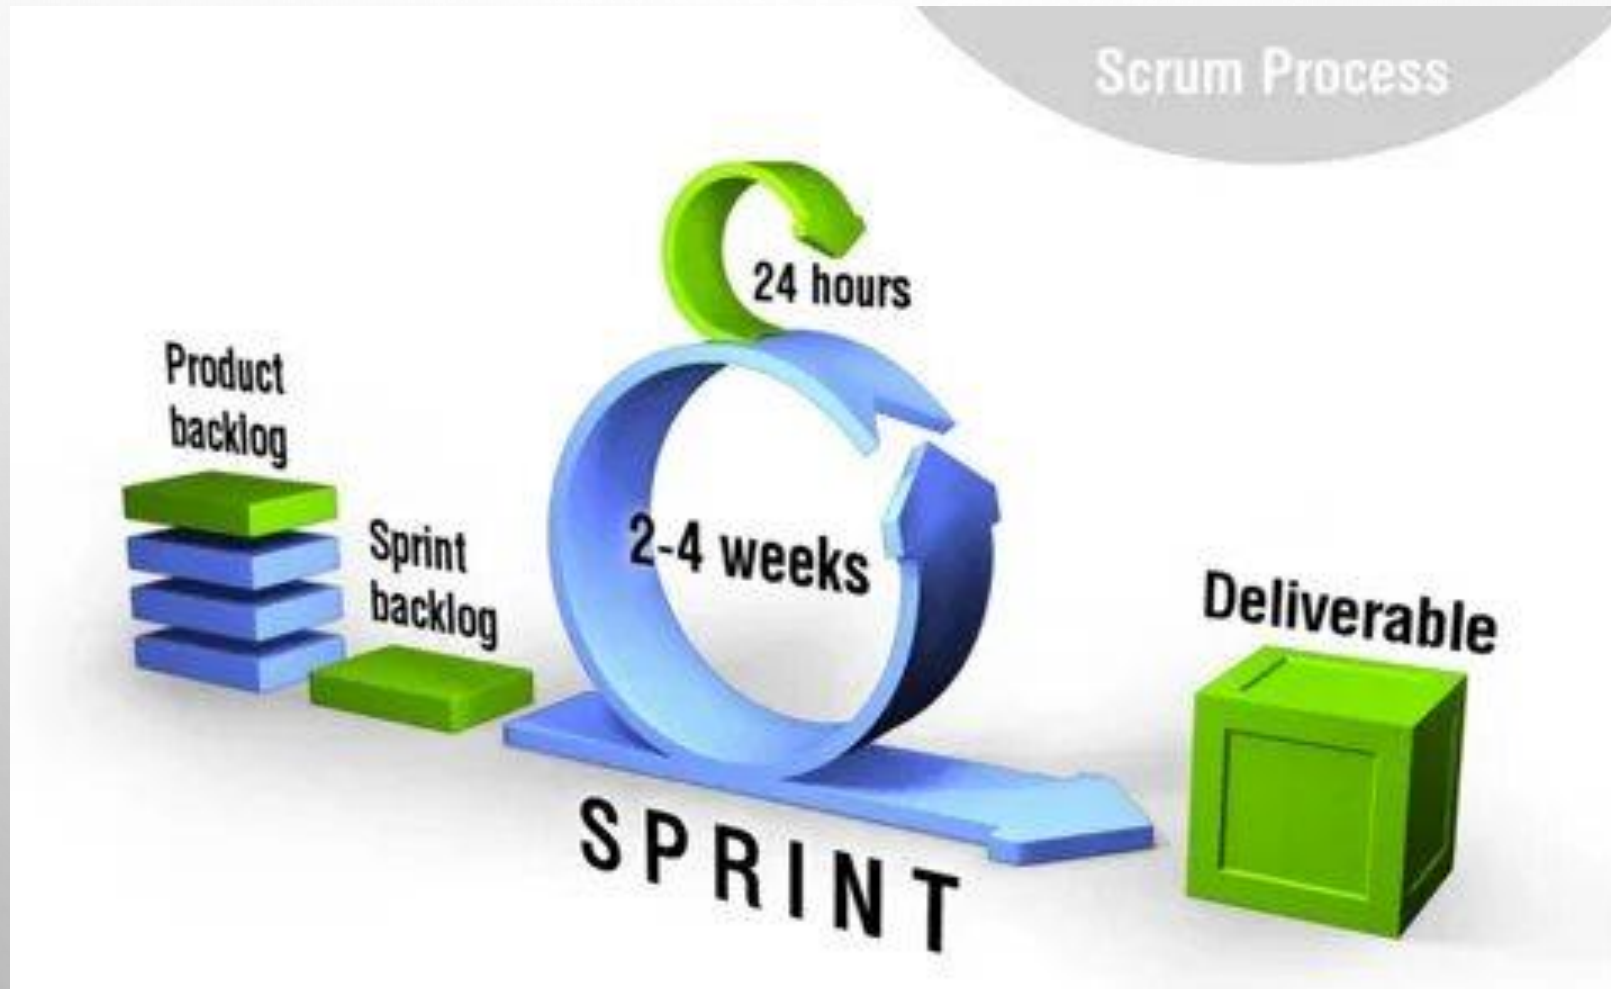 Scrum Process
24 hours
Product
backlog
Sprint
backlog
2-4 weeks
Deliverable
SPRINT